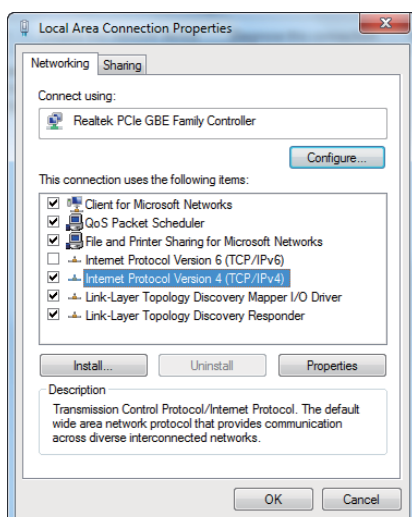 Local Area Connection Properties
Networking
Sharing
Connect using:
Realtek PCIe GBE Family Controller
Configure...
This connection uses the following items:
Client for Microsoft Networks
QoS Packet Scheduler
File and Printer Sharing for Microsoft Networks
Internet Protocol Version 6 (TCP/IPv6)
Internet Protocol Version 4 (TCP/IPv4)
Link-Layer Topology Discovery Mapper I/O Driver
Link-Layer Topology Discovery Responder
Install...
Uninstall
Properties
Description
Transmission Control Protocol/Internet Protocol. The default
wide area network protocol that provides communication
across diverse interconnected networks.
OK
Cancel